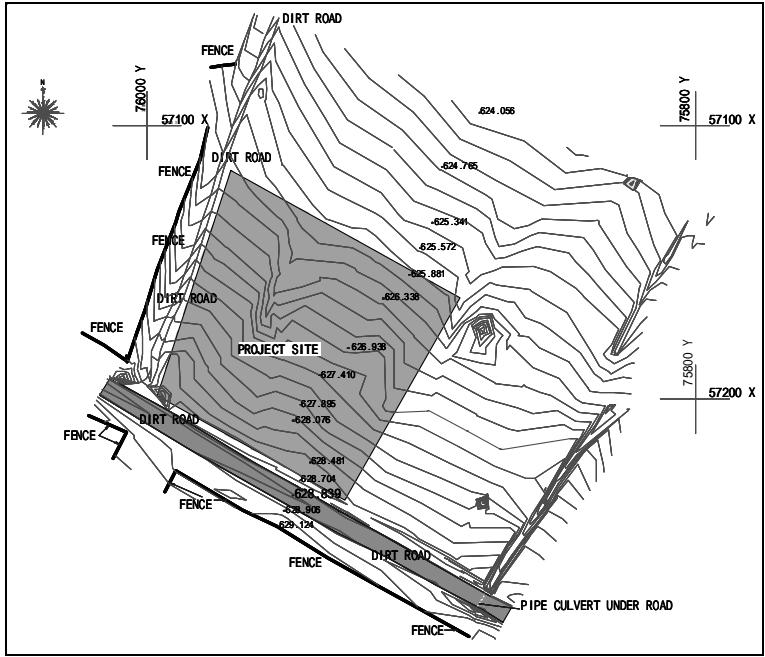 DIRT ROAD
FENCE
N
76000 Y
75800 Y
57100 X
57100 X
-624.056
DIRT ROAD
-624.765
FENCE
-625.341
FENCE
-625.572
-625.881
DIRT ROAD
-626.338
FENCE
PROJECT SITE
-626.938
75800 Y
-627.410
57200 X
-627.895
DIRT ROAD
-628.076
FENCE
-628.481
-628.704
-628.839
FENCE
-628.906
-629.124
DIRT ROAD
FENCE
PIPE CULVERT UNDER ROAD
FENCE